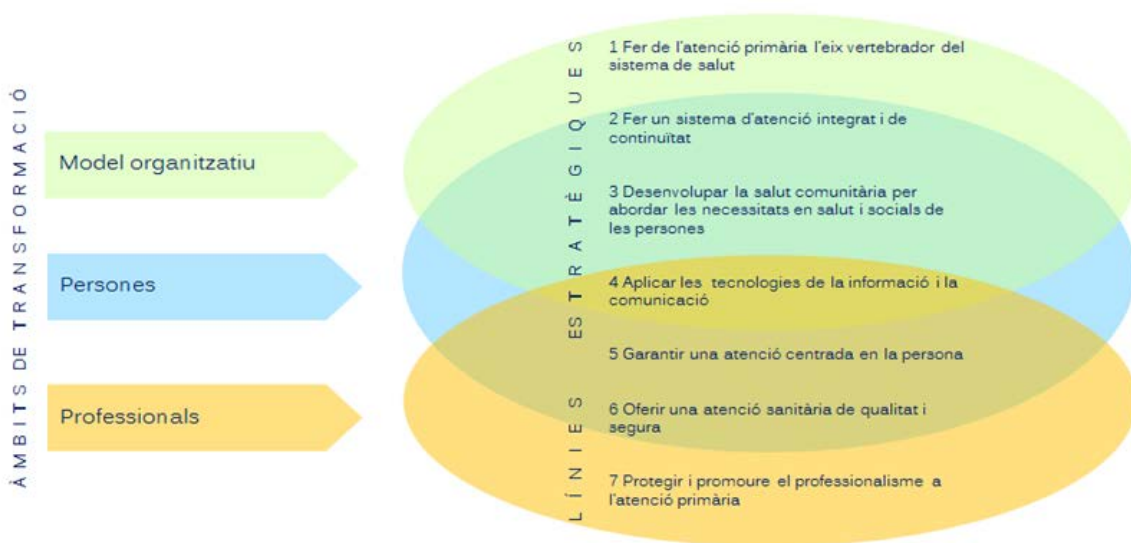 ÀMBITS DE TRANSFORMACIÓ
Model organitzatiu
Persones
Professionals
LÍNIES ESTRATÈGIQUES
1 Fer de l'atenció primària l'eix vertebrador del
sistema de salut
2 Fer un sistema d'atenció integrat i de
continuïtat
3 Desenvolupar la salut comunitària per
abordar les necessitats en salut i socials de
les persones
4 Aplicar les tecnologies de la informació i la
comunicació
5 Garantir una atenció centrada en la persona
6 Oferir una atenció sanitària de qualitat i
segura
7 Protegir i promoure el professionalisme a
l'atenció primària